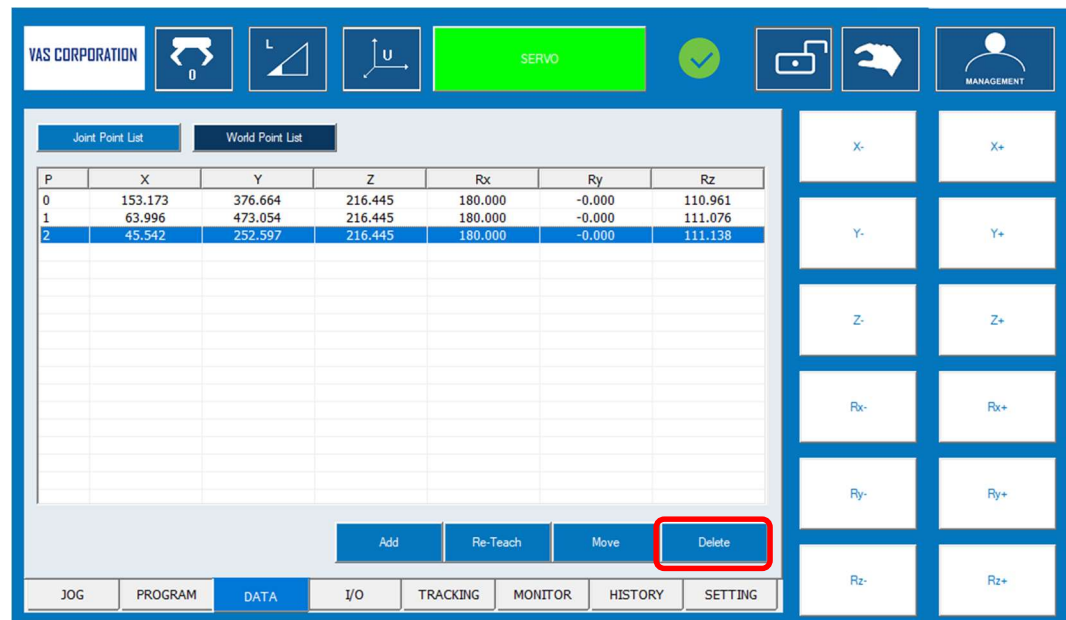 VAS CORPORATION
0
L
U
SERVO
MANAGEMENT
Joint Point List
World Point List
P X Y Z Rx Ry Rz
0 153.173 376.664 216.445 180.000 -0.000 110.961
1 63.996 473.054 216.445 180.000 -0.000 111.076
2 45.542 252.597 216.445 180.000 -0.000 111.138
Add Re-Teach Move Delete
JOG PROGRAM DATA I/O TRACKING MONITOR HISTORY SETTING
X- X+
Y- Y+
Z- Z+
Rx- Rx+
Ry- Ry+
Rz- Rz+